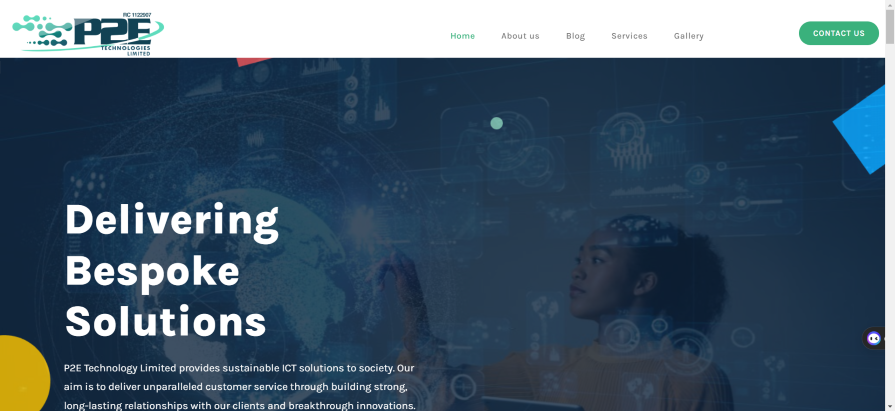 RC 1122907
P2E
TECHNOLOGIES
LIMITED
Home About us Blog Services Gallery
CONTACT US
Delivering
Bespoke
Solutions
P2E Technology Limited provides sustainable ICT solutions to society. Our
aim is to deliver unparalleled customer service through building strong,
long-lasting relationships with our clients and breakthrough innovations.